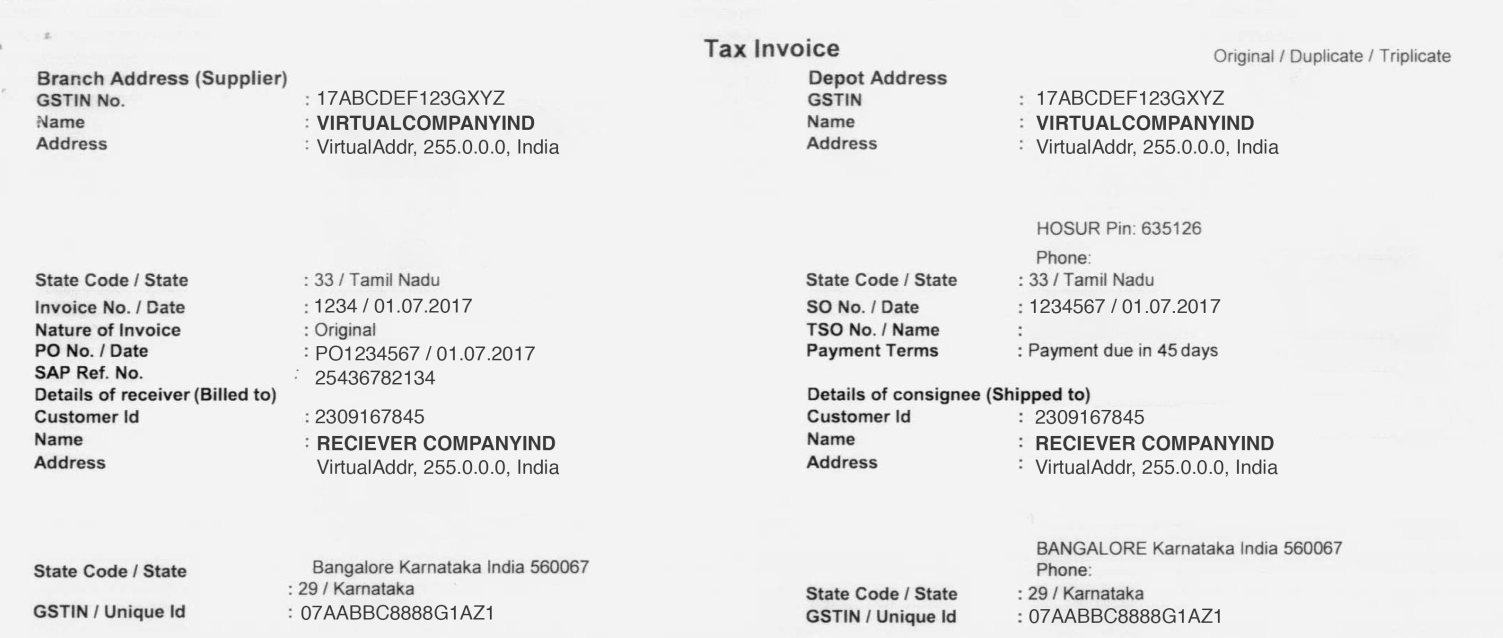 Tax Invoice
Original / Duplicate / Triplicate
Branch Address (Supplier)
GSTIN No. : 17ABCDEF123GXYZ
Name : VIRTUALCOMPANYIND
Address : VirtualAddr, 255.0.0.0, India
State Code / State : 33 / Tamil Nadu
Invoice No. / Date : 1234 / 01.07.2017
Nature of Invoice : Original
PO No. / Date : PO1234567 / 01.07.2017
SAP Ref. No. : 25436782134
Details of receiver (Billed to)
Customer Id : 2309167845
Name : RECIEVER COMPANYIND
Address VirtualAddr, 255.0.0.0, India
Bangalore Karnataka India 560067
State Code / State : 29 / Karnataka
GSTIN / Unique Id : 07AABBC8888G1AZ1
Depot Address
GSTIN : 17ABCDEF123GXYZ
Name : VIRTUALCOMPANYIND
Address : VirtualAddr, 255.0.0.0, India
HOSUR Pin: 635126
Phone:
State Code / State : 33 / Tamil Nadu
SO No. / Date : 1234567 / 01.07.2017
TSO No. / Name :
Payment Terms : Payment due in 45 days
Details of consignee (Shipped to)
Customer Id : 2309167845
Name : RECIEVER COMPANYIND
Address : VirtualAddr, 255.0.0.0, India
BANGALORE Karnataka India 560067
Phone:
State Code / State : 29 / Karnataka
GSTIN / Unique Id : 07AABBC8888G1AZ1